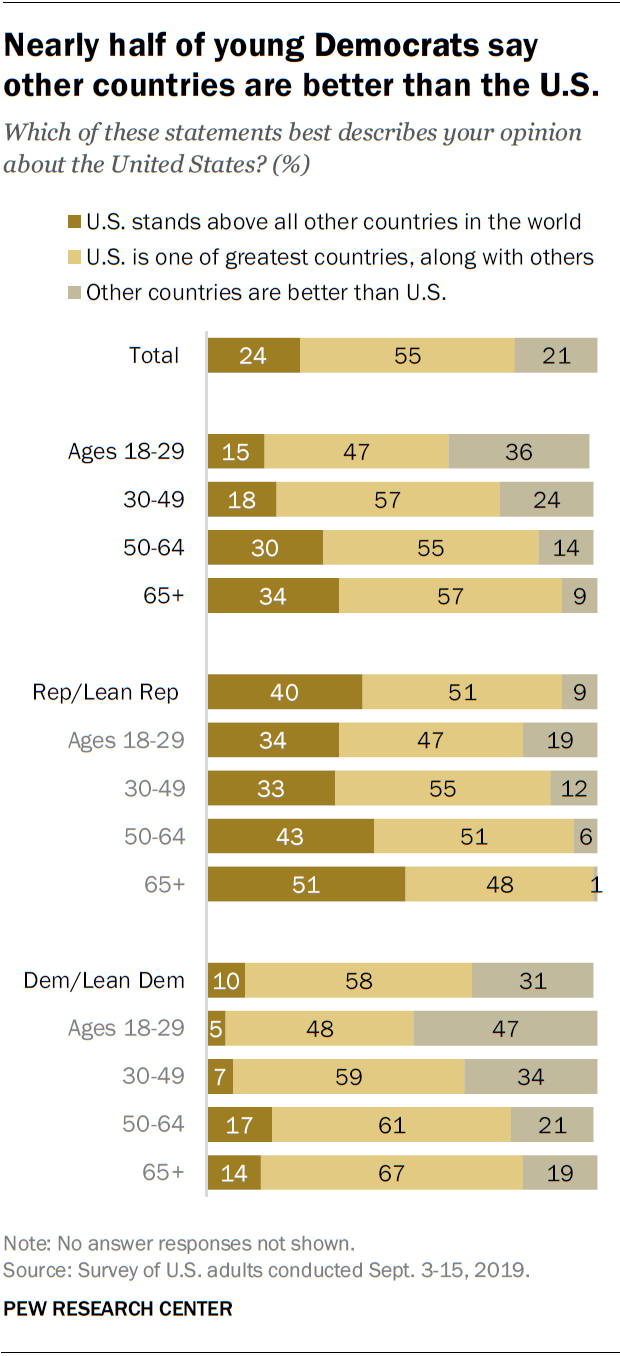 Nearly half of young Democrats say
other countries are better than the U.S.
Which of these statements best describes your opinion
about the United States? (%)
U.S. stands above all other countries in the world
U.S. is one of greatest countries, along with others
Other countries are better than U.S.
Total 24 55 21
Ages 18-29 15 47 36
30-49 18 57 24
50-64 30 55 14
65+ 34 57 9
Rep/Lean Rep 40 51 9
Ages 18-29 34 47 19
30-49 33 55 12
50-64 43 51 6
65+ 51 48 1
Dem/Lean Dem 10 58 31
Ages 18-29 5 48 47
30-49 7 59 34
50-64 17 61 21
65+ 14 67 19
Note: No answer responses not shown.
Source: Survey of U.S. adults conducted Sept. 3-15, 2019.
PEW RESEARCH CENTER